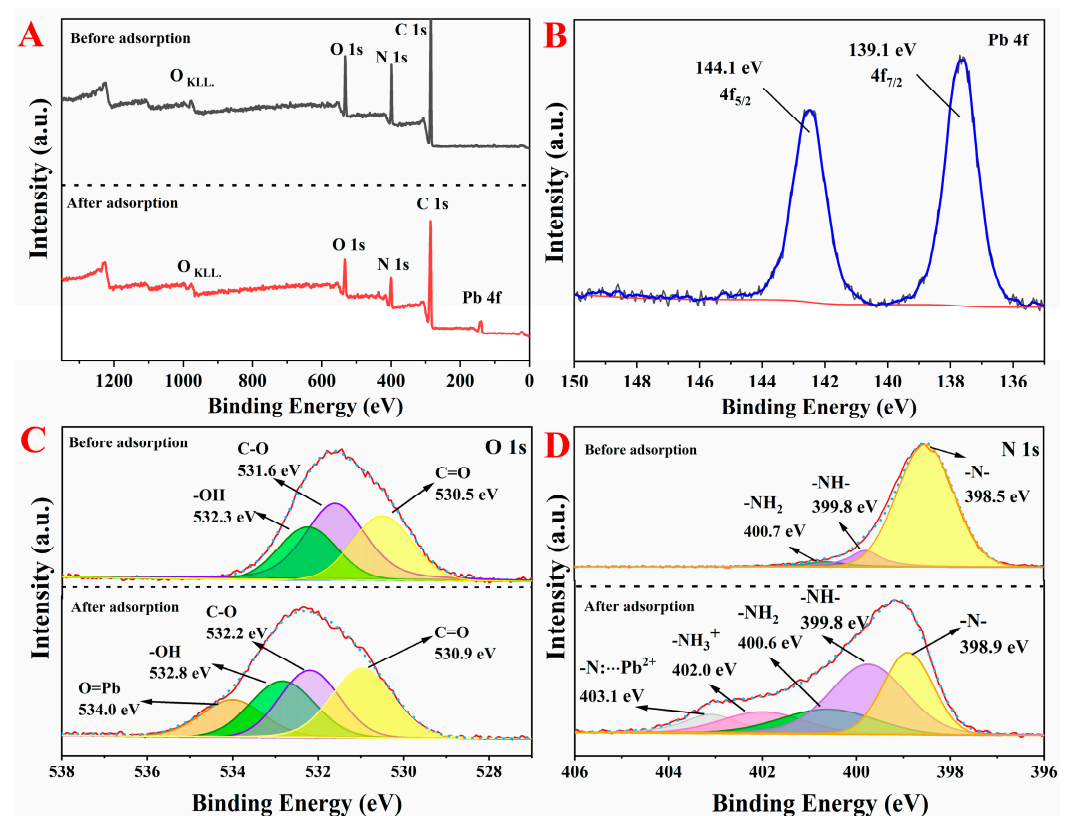 A
Before adsorption
C 1s
O 1s
N 1s
O KLL.
After adsorption
C 1s
O 1s
N 1s
O KLL.
Pb 4f
Intensity (a.u.)
1200 1000 800 600 400 200 0
Binding Energy (eV)
B
Pb 4f
144.1 eV
4f5/2
139.1 eV
4f7/2
Intensity (a.u.)
150 148 146 144 142 140 138 136
Binding Energy (eV)
C
Before adsorption
O 1s
C-O
531.6 eV
C=O
530.5 eV
-OH
532.3 eV
After adsorption
C-O
532.2 eV
C=O
530.9 eV
-OH
532.8 eV
O=Pb
534.0 eV
Intensity (a.u.)
538 536 534 532 530 528
Binding Energy (eV)
D
Before adsorption
N 1s
-N-
398.5 eV
-NH-
399.8 eV
-NH2
400.7 eV
After adsorption
-NH-
399.8 eV
-NH2
400.6 eV
-N-
398.9 eV
-NH3+
402.0 eV
-N:···Pb2+
403.1 eV
Intensity (a.u.)
406 404 402 400 398 396
Binding Energy (eV)